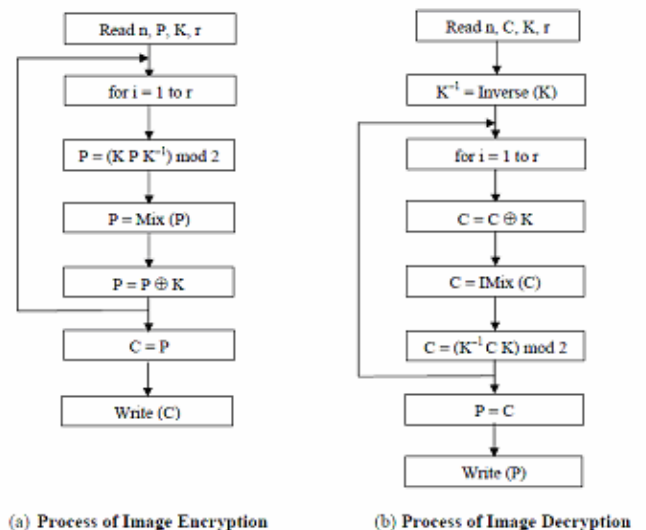 Read n, P, K, r
for i = 1 to r
P = (K P K⁻¹) mod 2
P = Mix (P)
P = P ⊕ K
C = P
Write (C)
(a) Process of Image Encryption
Read n, C, K, r
K⁻¹ = Inverse (K)
for i = 1 to r
C = C ⊕ K
C = IMix (C)
C = (K⁻¹ C K) mod 2
P = C
Write (P)
(b) Process of Image Decryption